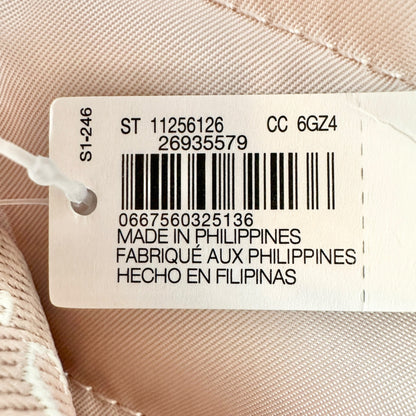 S1-246
ST 11256126 CC 6GZ4
26935579
0667560325136
MADE IN PHILIPPINES
FABRIQUÉ AUX PHILIPPINES
HECHO EN FILIPINAS